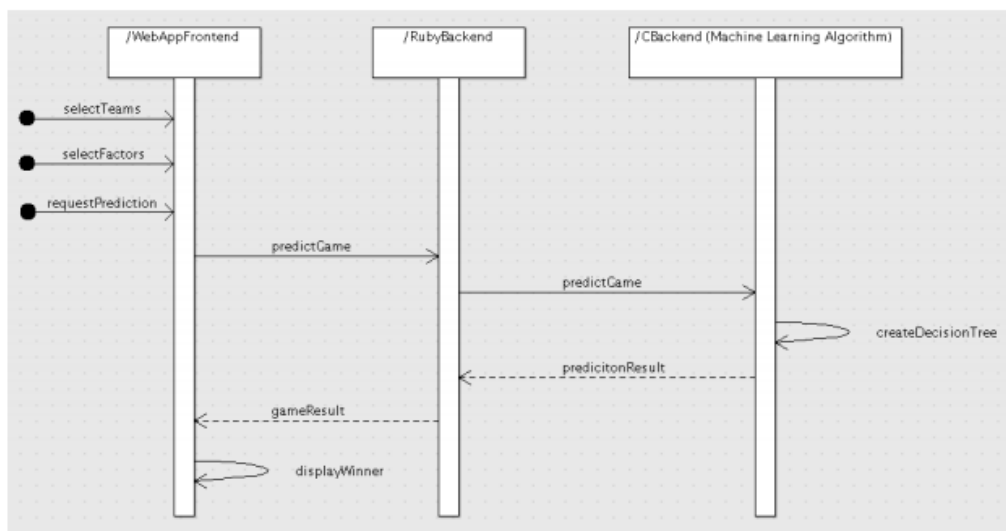 /WebAppFrontend
/RubyBackend
/CBackend (Machine Learning Algorithm)
selectTeams
selectFactors
requestPrediction
predictGame
predictGame
createDecisionTree
predicitonResult
gameResult
displayWinner